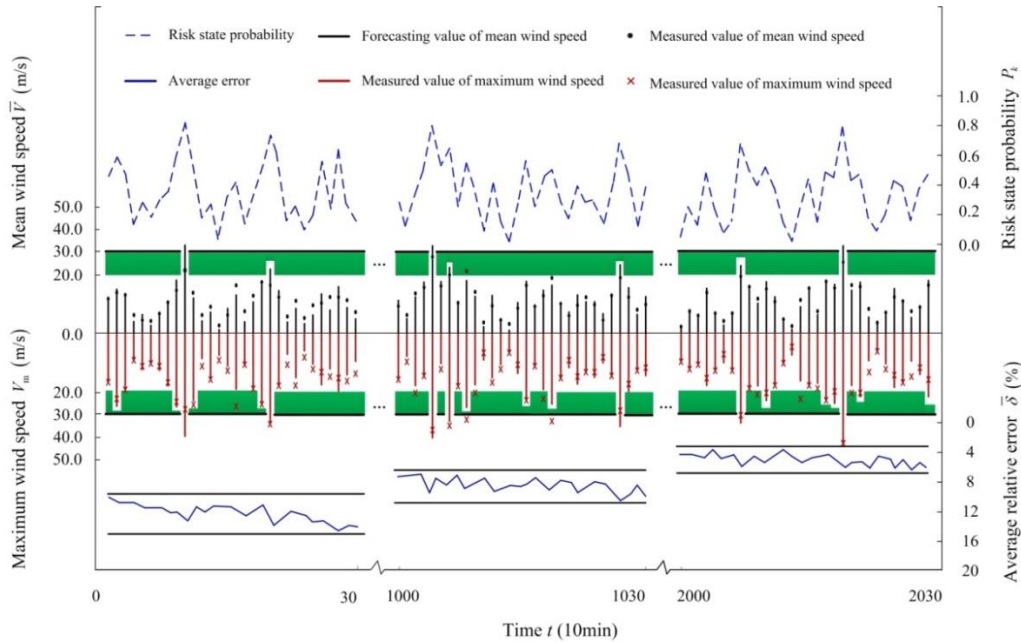 Risk state probability
Forecasting value of mean wind speed
Measured value of mean wind speed
Average error
Measured value of maximum wind speed
Measured value of maximum wind speed
Mean wind speed V̅ (m/s)
50.0
40.0
30.0
20.0
0.0
Maximum wind speed Vₘ (m/s)
20.0
30.0
40.0
50.0
Risk state probability Pₖ
1.0
0.8
0.6
0.4
0.2
0.0
...
...
...
...
Average relative error δ̅ (%)
0
4
8
12
16
20
0
30
1000
1030
2000
2030
Time t (10min)